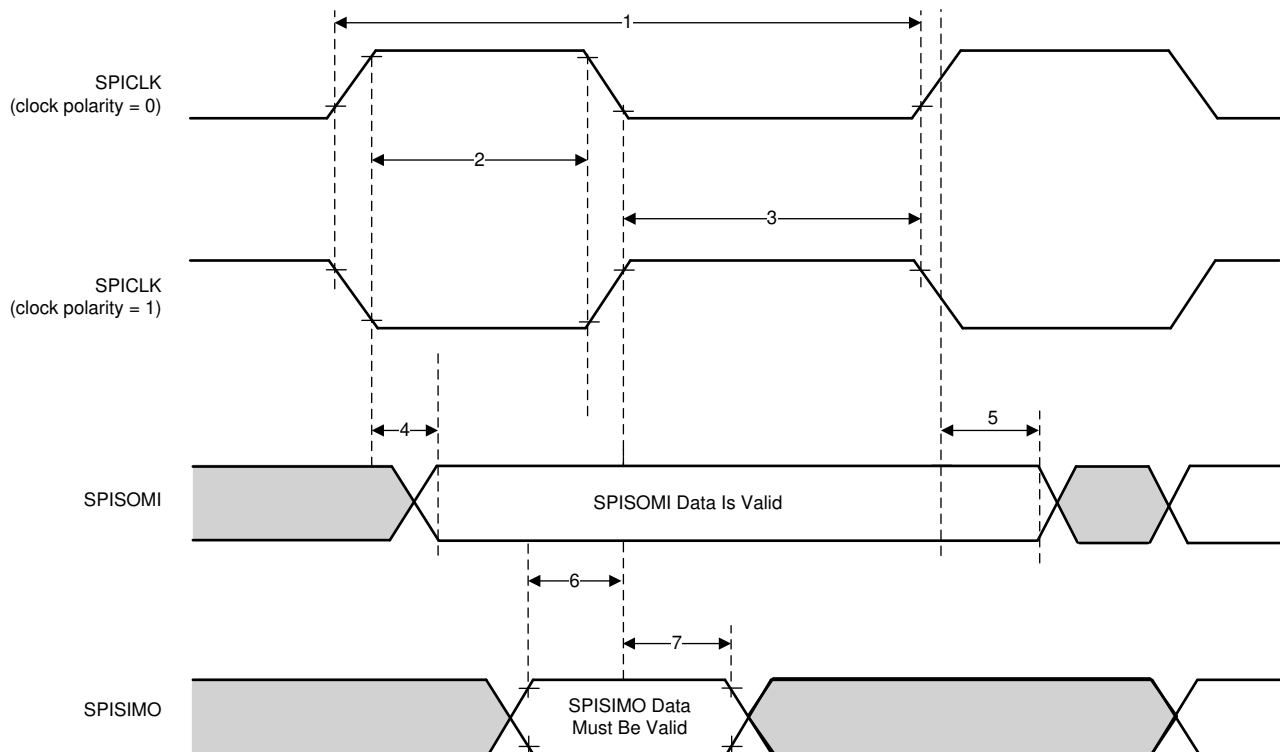 1
SPICLK
(clock polarity = 0)
2
3
SPICLK
(clock polarity = 1)
4
5
SPISOMI
SPISOMI Data Is Valid
6
7
SPISIMO
SPISIMO Data
Must Be Valid